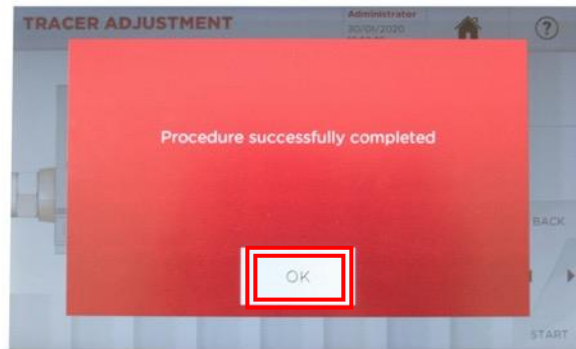 TRACER ADJUSTMENT
Administrator
30/01/2020
?
Procedure successfully completed
BACK
OK
START